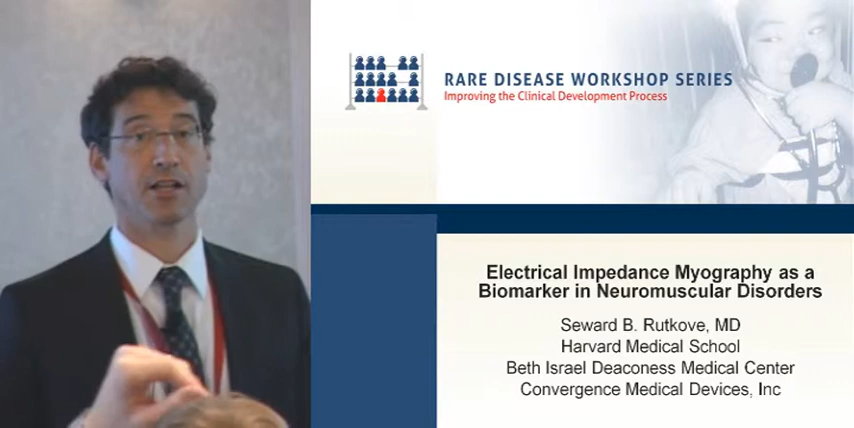 RARE DISEASE WORKSHOP SERIES
Improving the Clinical Development Process
Electrical Impedance Myography as a
Biomarker in Neuromuscular Disorders
Seward B. Rutkove, MD
Harvard Medical School
Beth Israel Deaconess Medical Center
Convergence Medical Devices, Inc